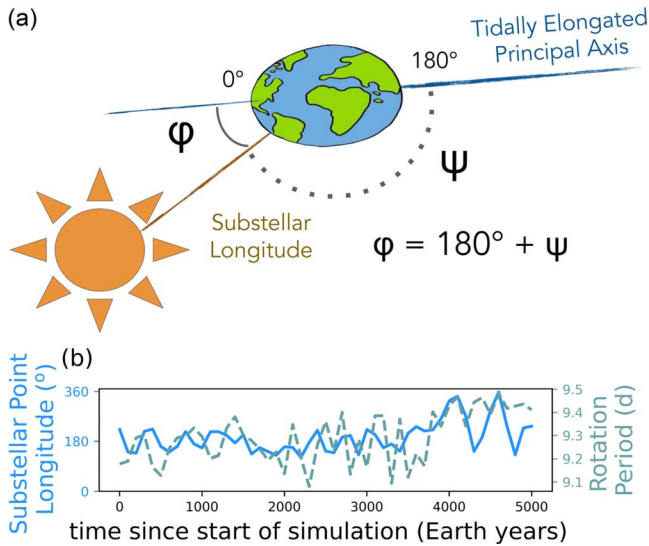 (a)
Tidally Elongated
Principal Axis
0°
180°
φ
ψ
Substellar
Longitude
φ = 180° + ψ
(b)
Substellar Point
Longitude (°)
360
180
0
9.5
9.4
9.3
9.2
9.1
Rotation
Period (d)
0 1000 2000 3000 4000 5000
time since start of simulation (Earth years)